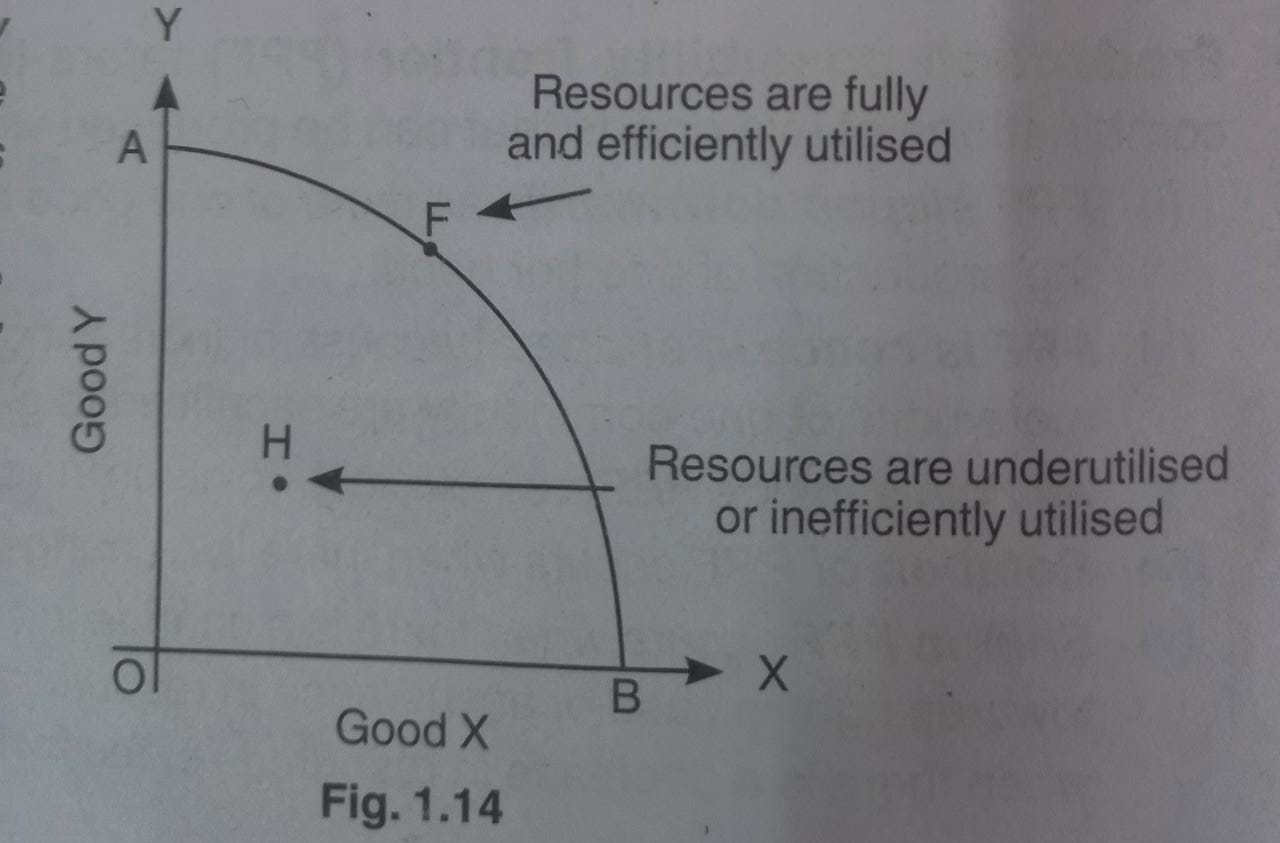 Y
Resources are fully
and efficiently utilised
A
F
Good Y
H
Resources are underutilised
or inefficiently utilised
O
B
X
Good X
Fig. 1.14